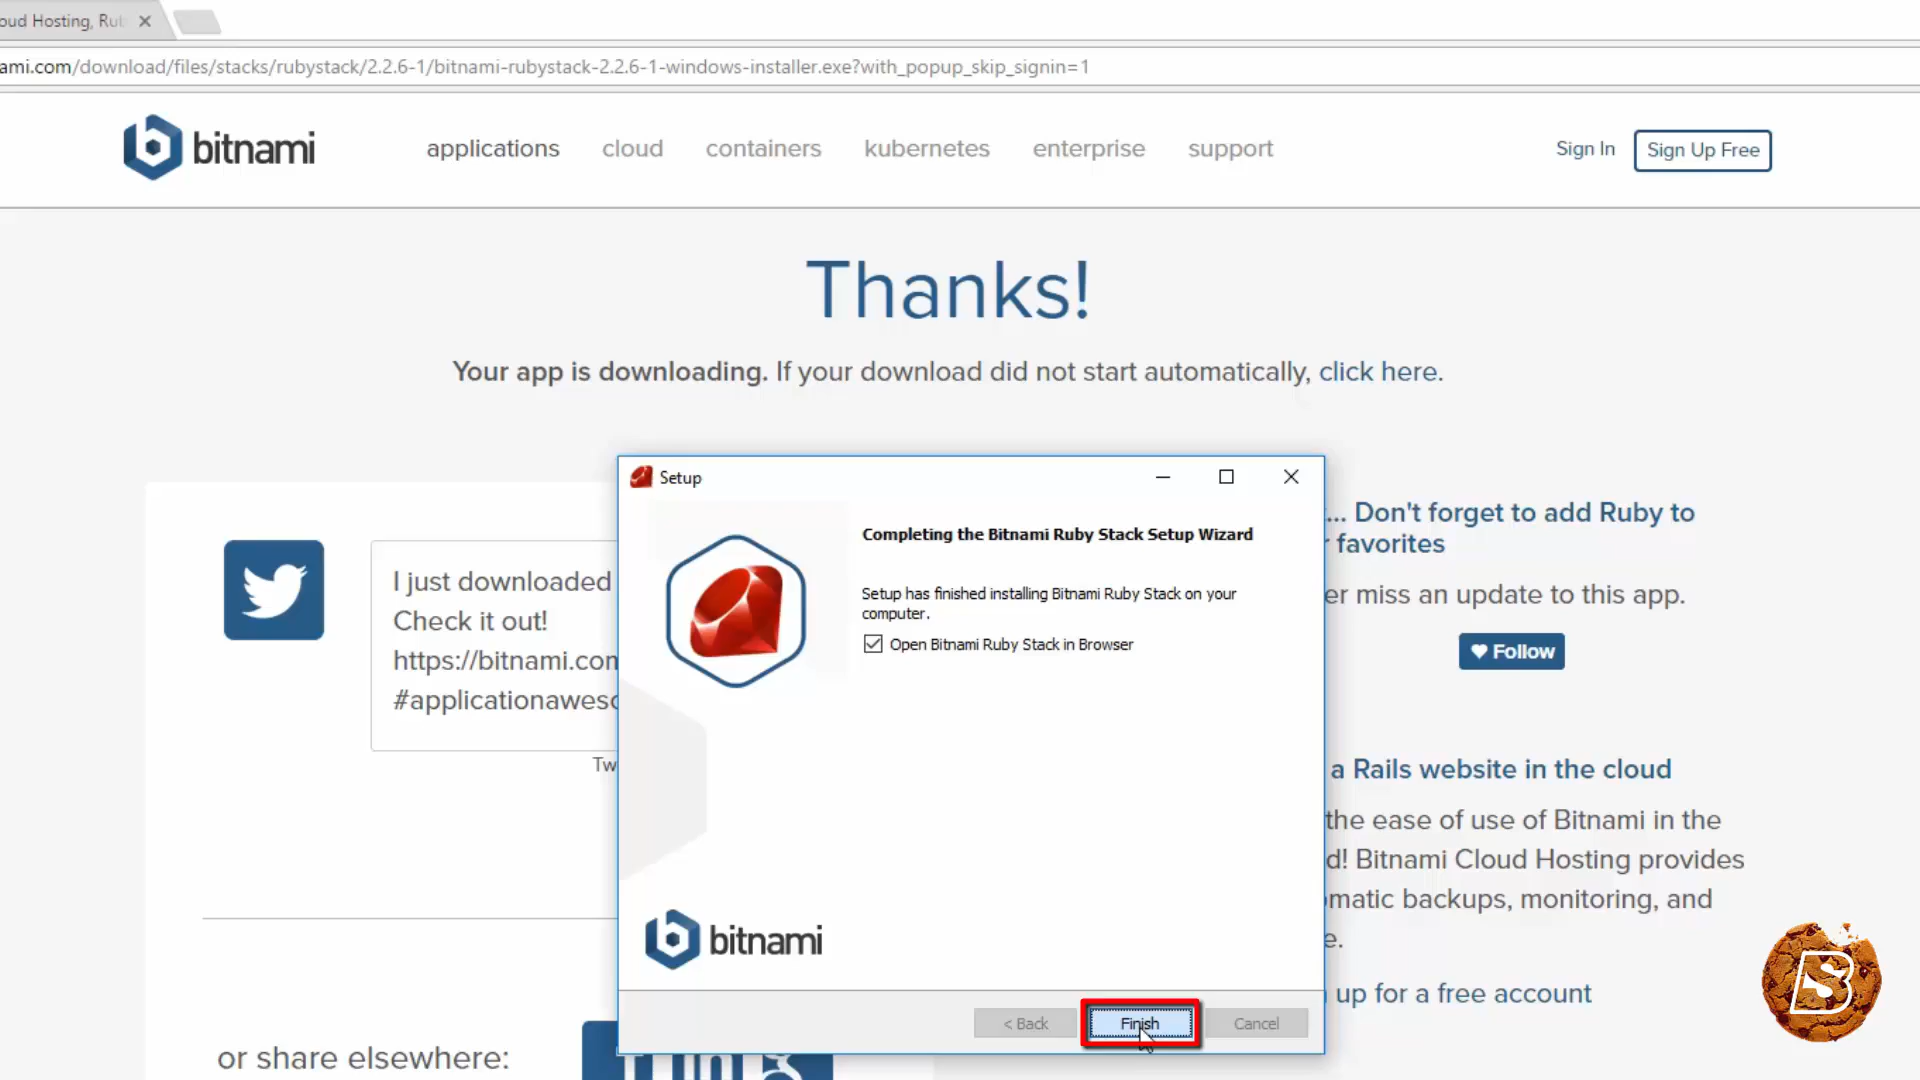 oud Hosting, Rub
ami.com/download/files/stacks/rubystack/2.2.6-1/bitnami-rubystack-2.2.6-1-windows-installer.exe?with_popup_skip_signin=1
bitnami applications cloud containers kubernetes enterprise support Sign In Sign Up Free
Thanks!
Your app is downloading. If your download did not start automatically, click here.
I just downloaded
Check it out!
https://bitnami.com
#applicationaweso
Tw
or share elsewhere:
Setup
Completing the Bitnami Ruby Stack Setup Wizard
Setup has finished installing Bitnami Ruby Stack on your
computer.
Open Bitnami Ruby Stack in Browser
bitnami
< Back Finish Cancel
... Don't forget to add Ruby to
r favorites
er miss an update to this app.
Follow
a Rails website in the cloud
the ease of use of Bitnami in the
d! Bitnami Cloud Hosting provides
omatic backups, monitoring, and
e.
up for a free account
BS